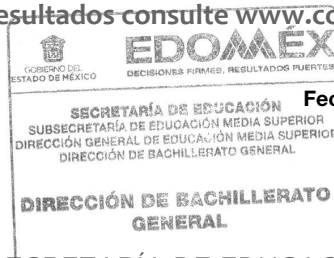 esultados consulte www.co
GOBIERNO DEL
ESTADO DE MÉXICO
EDOMÉX
DECISIONES FIRMES, RESULTADOS FUERTES
Fec
SECRETARÍA DE EDUCACIÓN
SUBSECRETARÍA DE EDUCACIÓN MEDIA SUPERIOR
DIRECCIÓN GENERAL DE EDUCACIÓN MEDIA SUPERIOR
DIRECCIÓN DE BACHILLERATO GENERAL
DIRECCIÓN DE BACHILLERATO
GENERAL